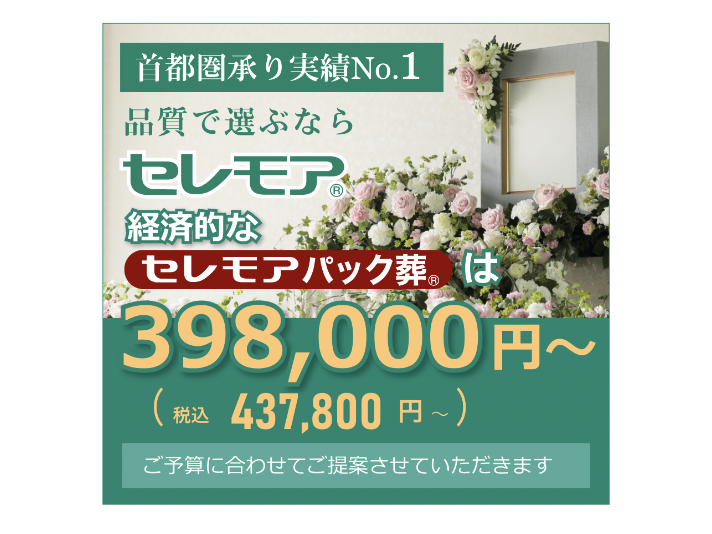 首都圏承り実績No.1
品質で選ぶなら
セレモア®
経済的な
セレモアパック葬® は
398,000円～
（税込 437,800 円～）
ご予算に合わせてご提案させていただきます